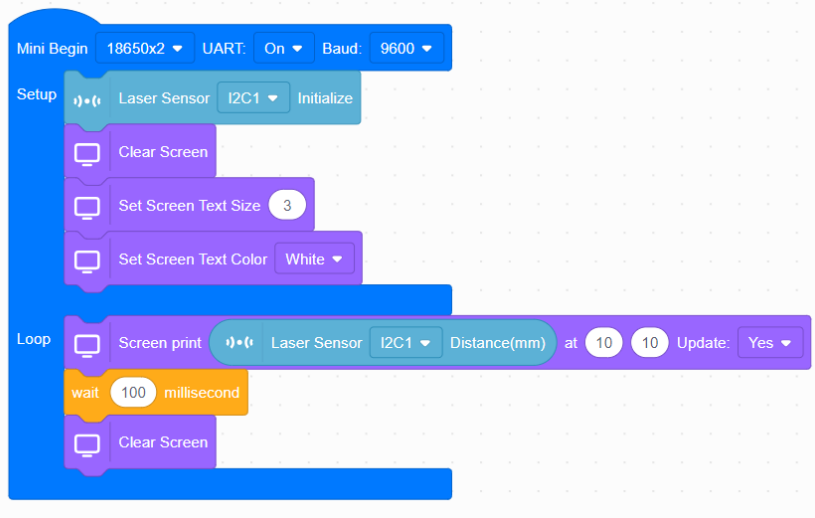 Mini Begin 18650x2 UART: On Baud: 9600
Setup
Laser Sensor I2C1 Initialize
Clear Screen
Set Screen Text Size 3
Set Screen Text Color White
Loop
Screen print Laser Sensor I2C1 Distance(mm) at 10 10 Update: Yes
wait 100 millisecond
Clear Screen